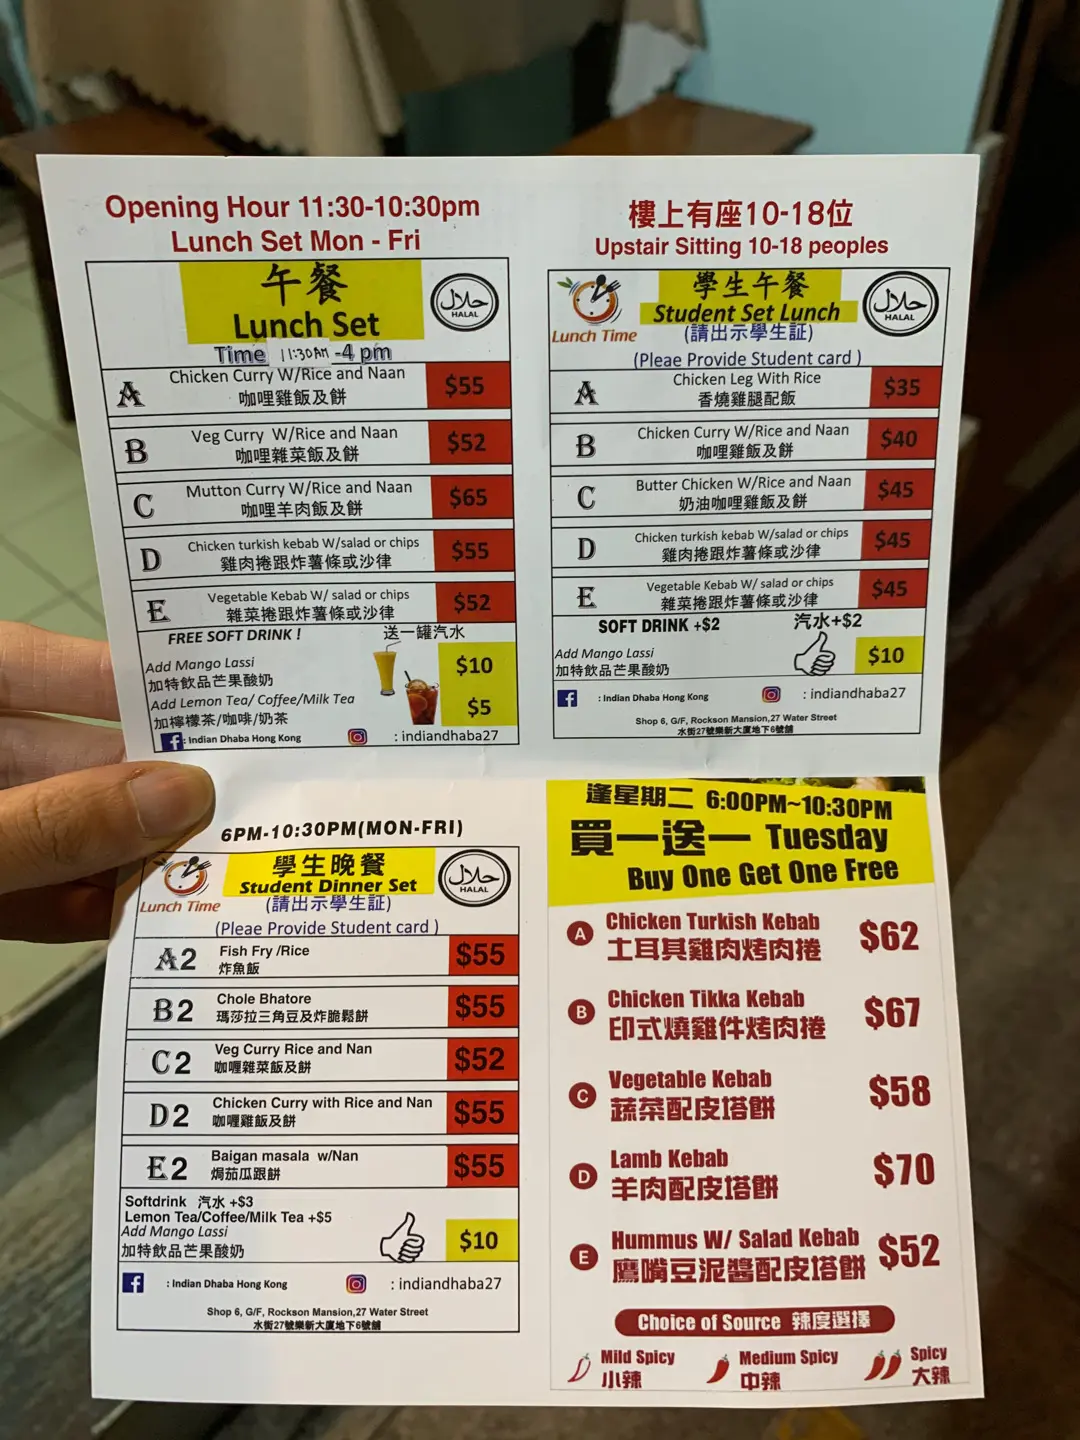 Opening Hour 11:30-10:30pm
Lunch Set Mon - Fri
午餐
Lunch Set
Time 11:30AM -4 pm
حلال
HALAL
A
Chicken Curry W/Rice and Naan
咖哩雞飯及餅
$55
B
Veg Curry W/Rice and Naan
咖哩雜菜飯及餅
$52
C
Mutton Curry W/Rice and Naan
咖哩羊肉飯及餅
$65
D
Chicken turkish kebab W/salad or chips
雞肉捲跟炸薯條或沙律
$55
E
Vegetable Kebab W/ salad or chips
雜菜捲跟炸薯條或沙律
$52
FREE SOFT DRINK !
送一罐汽水
Add Mango Lassi
加特飲品芒果酸奶
$10
Add Lemon Tea/ Coffee/Milk Tea
加檸檬茶/咖啡/奶茶
$5
f : Indian Dhaba Hong Kong
: indiandhaba27
樓上有座10-18位
Upstair Sitting 10-18 peoples
Lunch Time
學生午餐
Student Set Lunch
(請出示學生証)
(Pleae Provide Student card )
حلال
HALAL
A
Chicken Leg With Rice
香燒雞腿配飯
$35
B
Chicken Curry W/Rice and Naan
咖哩雞飯及餅
$40
C
Butter Chicken W/Rice and Naan
奶油咖哩雞飯及餅
$45
D
Chicken turkish kebab W/salad or chips
雞肉捲跟炸薯條或沙律
$45
E
Vegetable Kebab W/ salad or chips
雜菜捲跟炸薯條或沙律
$45
SOFT DRINK +$2
汽水+$2
Add Mango Lassi
加特飲品芒果酸奶
$10
f : Indian Dhaba Hong Kong
: indiandhaba27
Shop 6, G/F, Rockson Mansion,27 Water Street
水街27號樂新大廈地下6號舖
6PM-10:30PM(MON-FRI)
Lunch Time
學生晚餐
Student Dinner Set
(請出示學生証)
(Pleae Provide Student card )
حلال
HALAL
A2
Fish Fry /Rice
炸魚飯
$55
B2
Chole Bhatore
瑪莎拉三角豆及炸脆鬆餅
$55
C2
Veg Curry Rice and Nan
咖喱雜菜飯及餅
$52
D2
Chicken Curry with Rice and Nan
咖喱雞飯及餅
$55
E2
Baigan masala w/Nan
焗茄瓜跟餅
$55
Softdrink 汽水 +$3
Lemon Tea/Coffee/Milk Tea +$5
Add Mango Lassi
加特飲品芒果酸奶
$10
f : Indian Dhaba Hong Kong
: indiandhaba27
Shop 6, G/F, Rockson Mansion,27 Water Street
水街27號樂新大廈地下6號舖
逢星期二 6:00PM~10:30PM
買一送一 Tuesday
Buy One Get One Free
A
Chicken Turkish Kebab
土耳其雞肉烤肉捲
$62
B
Chicken Tikka Kebab
印式燒雞件烤肉捲
$67
C
Vegetable Kebab
蔬菜配皮塔餅
$58
D
Lamb Kebab
羊肉配皮塔餅
$70
E
Hummus W/ Salad Kebab
鷹嘴豆泥醬配皮塔餅
$52
Choice of Source 辣度選擇
Mild Spicy
小辣
Medium Spicy
中辣
Spicy
大辣